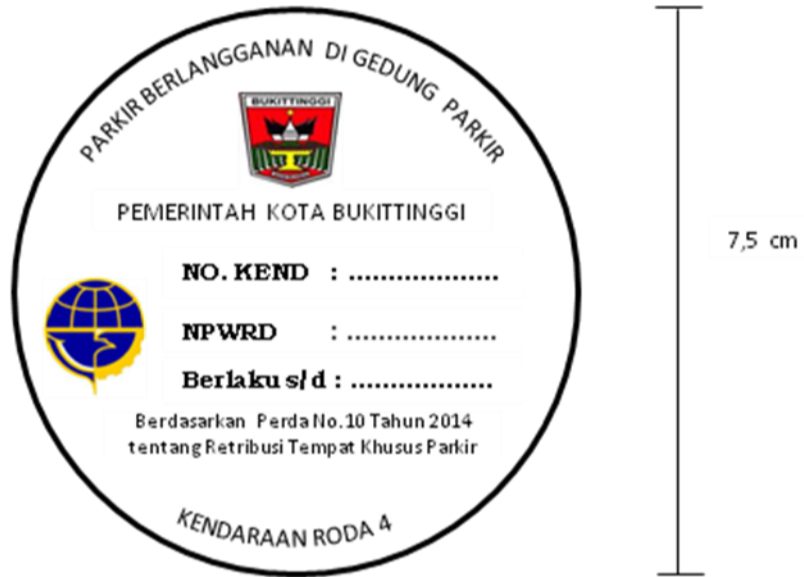 PARKIR BERLANGGANAN DI GEDUNG PARKIR
BUKITTINGGI
PEMERINTAH KOTA BUKITTINGGI
NO. KEND : ...................
NPWRD : ...................
Berlaku s/d : ..................
Berdasarkan Perda No.10 Tahun 2014
tentang Retribusi Tempat Khusus Parkir
KENDARAAN RODA 4
7,5 cm